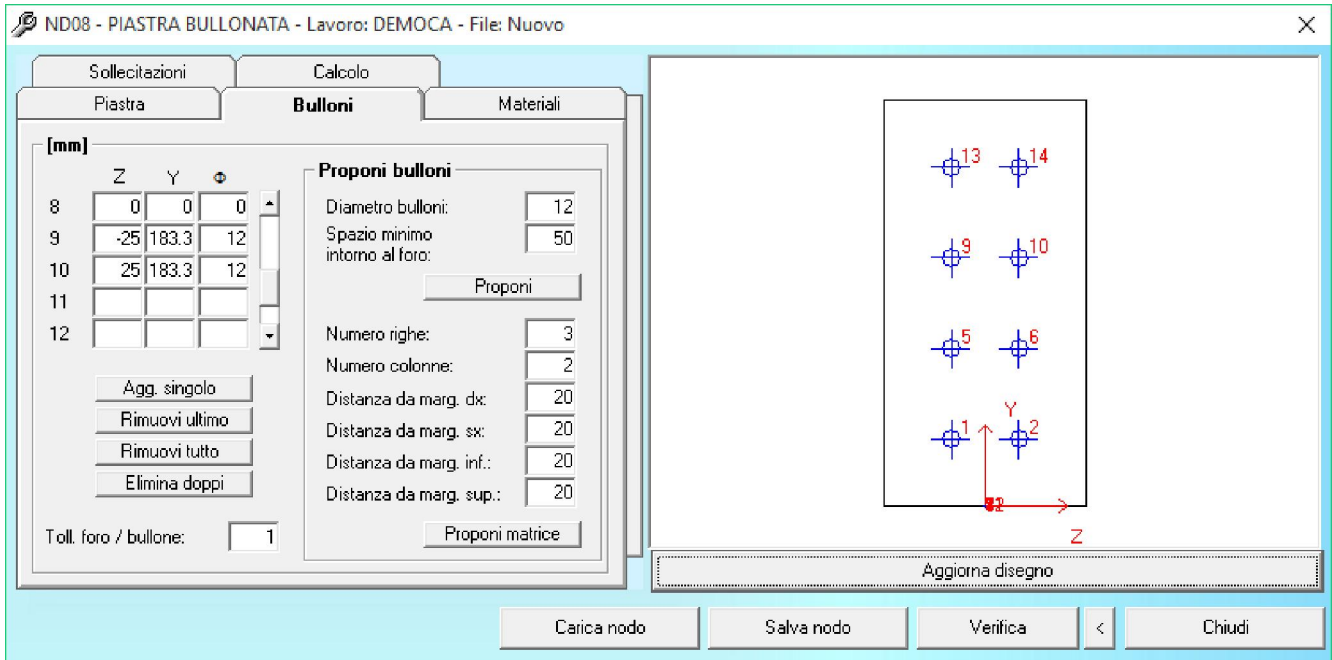 ND08 - PIASTRA BULLONATA - Lavoro: DEMOCA - File: Nuovo
Sollecitazioni Calcolo
Piastra Bulloni Materiali
[mm]
Z Y Φ
8 0 0 0
9 -25 183.3 12
10 25 183.3 12
11
12
Agg. singolo
Rimuovi ultimo
Rimuovi tutto
Elimina doppi
Toll. foro / bullone: 1
Proponi bulloni
Diametro bulloni: 12
Spazio minimo
intorno al foro: 50
Proponi
Numero righe: 3
Numero colonne: 2
Distanza da marg. dx: 20
Distanza da marg. sx: 20
Distanza da marg. inf.: 20
Distanza da marg. sup.: 20
Proponi matrice
13 14
9 10
5 6
Y
1 2
Z
Aggiorna disegno
Carica nodo Salva nodo Verifica < Chiudi